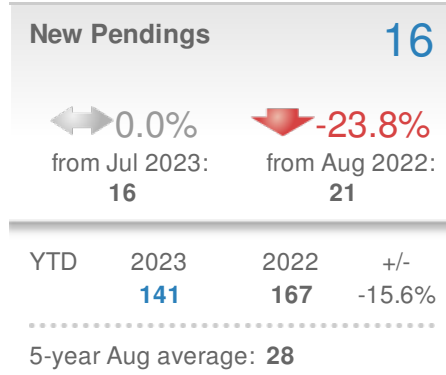 New Pendings 16
0.0% -23.8%
from Jul 2023: from Aug 2022:
16 21
YTD 2023 2022 +/-
141 167 -15.6%
5-year Aug average: 28